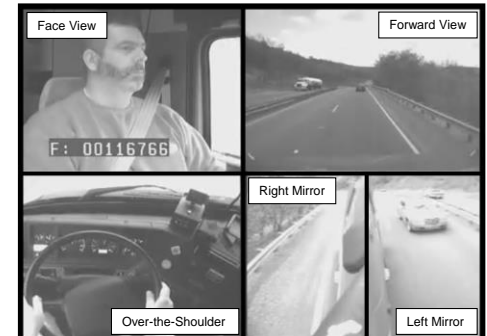 Face View
Forward View
F: 00116766
Right Mirror
Over-the-Shoulder
Left Mirror